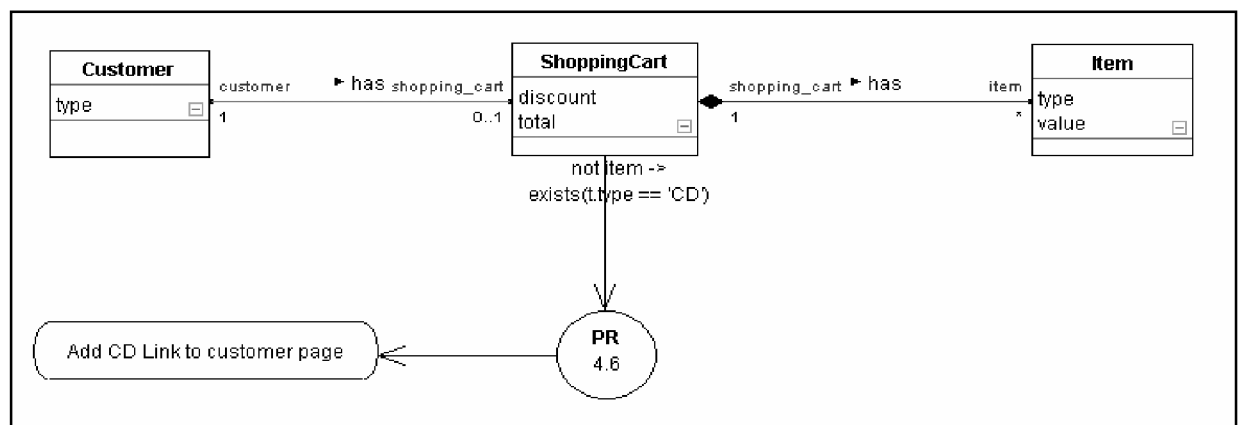 Customer
type
customer
1
has
shopping_cart
0..1
ShoppingCart
discount
total
shopping_cart
1
has
item
*
Item
type
value
not item ->
exists(t.type == 'CD')
PR
4.6
Add CD Link to customer page